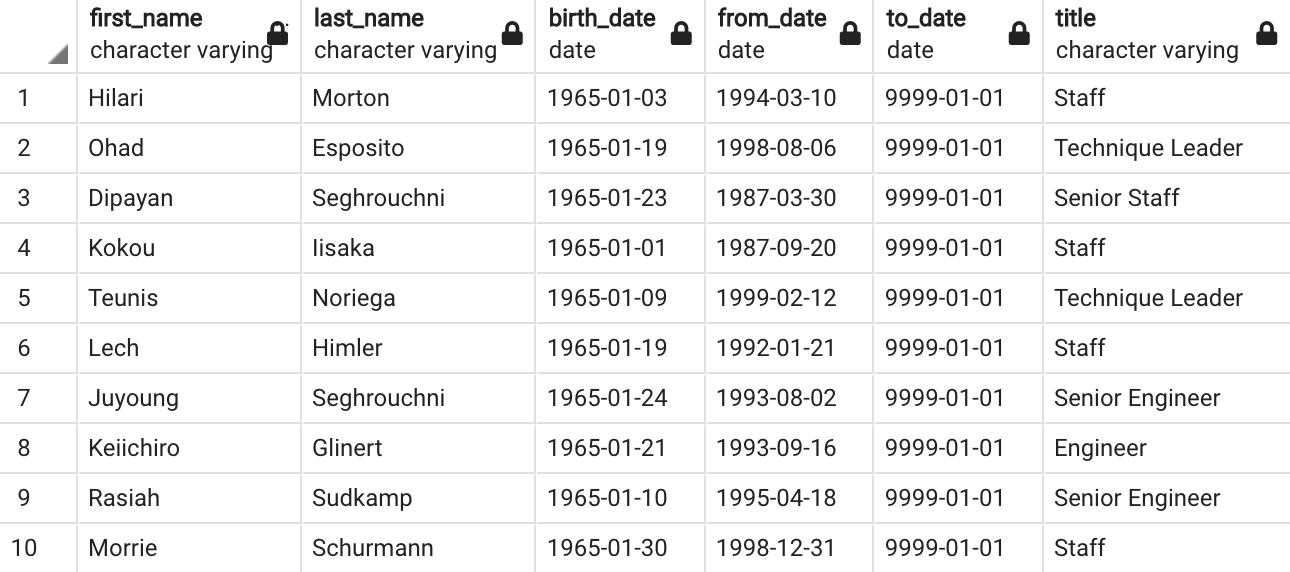 first_name last_name birth_date from_date to_date title
character varying character varying date date date character varying
1 Hilari Morton 1965-01-03 1994-03-10 9999-01-01 Staff
2 Ohad Esposito 1965-01-19 1998-08-06 9999-01-01 Technique Leader
3 Dipayan Seghrouchni 1965-01-23 1987-03-30 9999-01-01 Senior Staff
4 Kokou Iisaka 1965-01-01 1987-09-20 9999-01-01 Staff
5 Teunis Noriega 1965-01-09 1999-02-12 9999-01-01 Technique Leader
6 Lech Himler 1965-01-19 1992-01-21 9999-01-01 Staff
7 Juyoung Seghrouchni 1965-01-24 1993-08-02 9999-01-01 Senior Engineer
8 Keiichiro Glinert 1965-01-21 1993-09-16 9999-01-01 Engineer
9 Rasiah Sudkamp 1965-01-10 1995-04-18 9999-01-01 Senior Engineer
10 Morrie Schurmann 1965-01-30 1998-12-31 9999-01-01 Staff